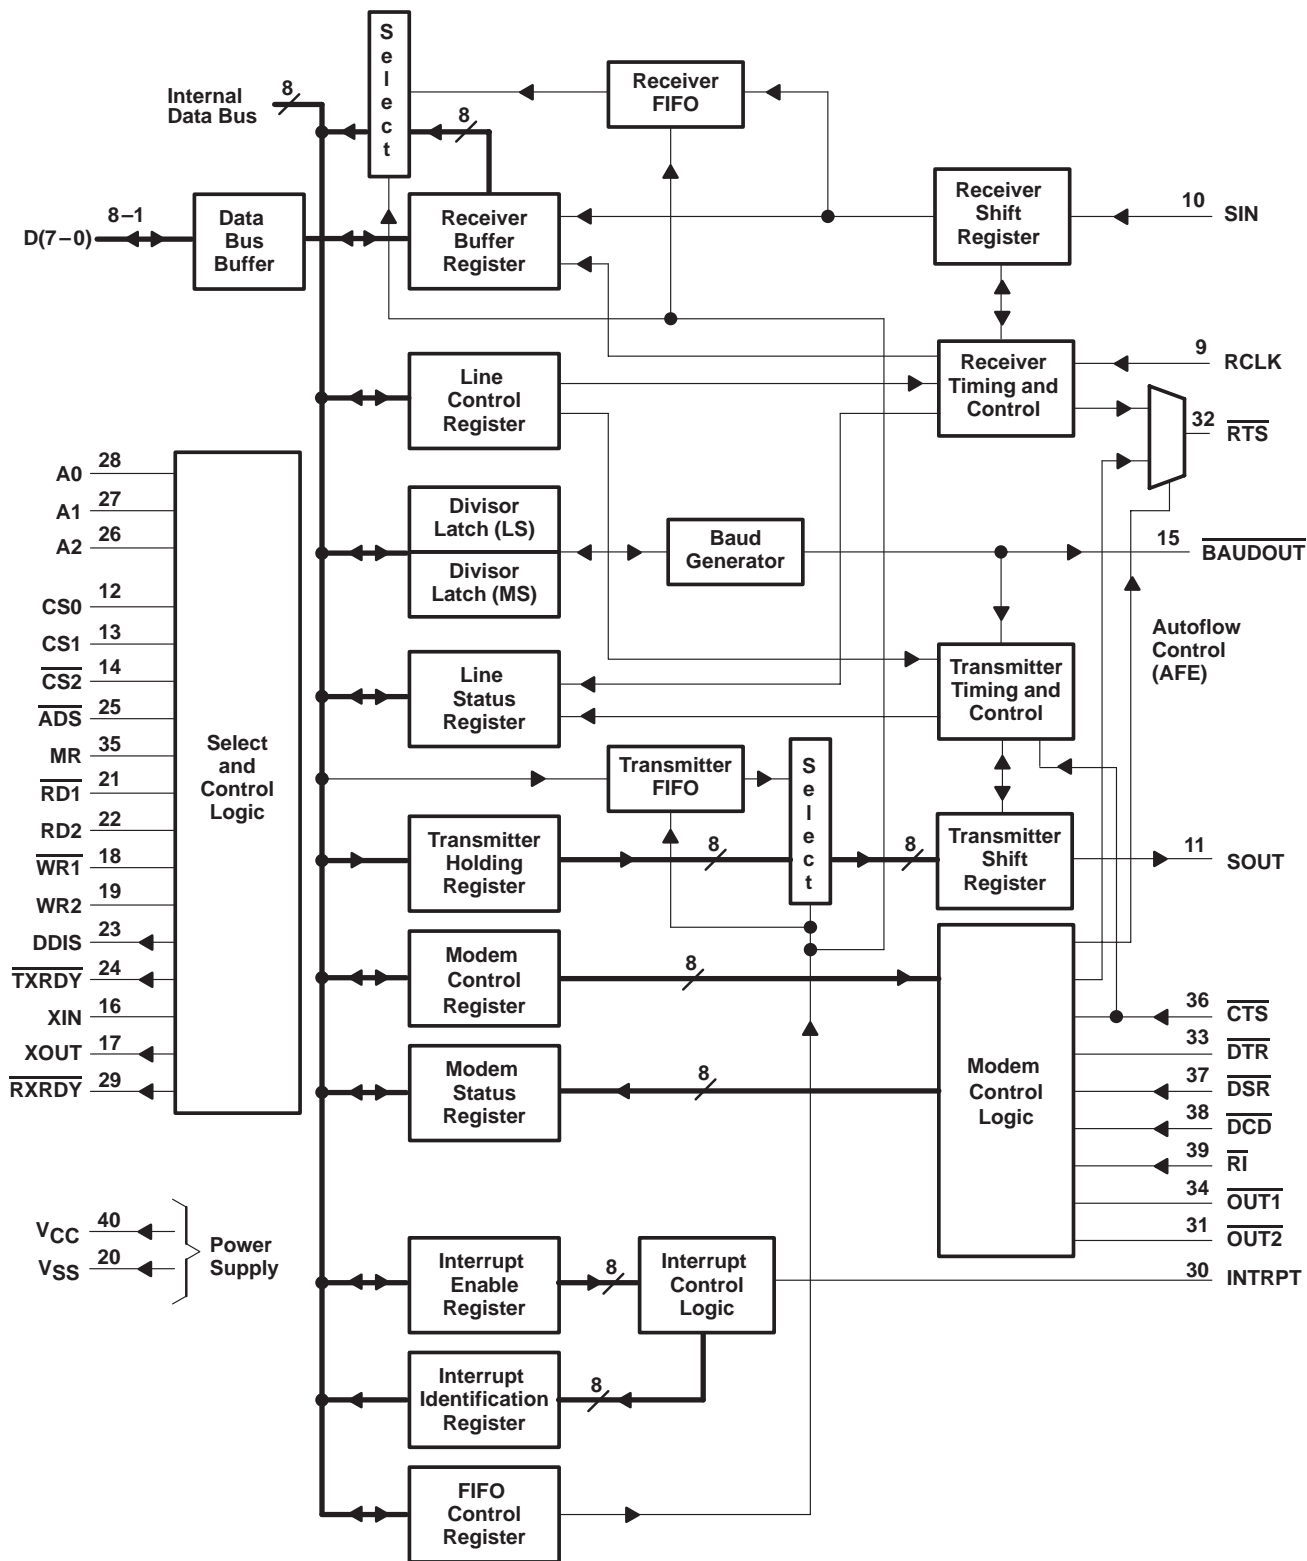 S
e
l
e
c
t
8
Internal
Data Bus
8
Receiver
FIFO
8–1
D(7–0)
Data
Bus
Buffer
Receiver
Buffer
Register
Receiver
Shift
Register
10
SIN
Line
Control
Register
Receiver
Timing and
Control
9
RCLK
32
RTS
28
A0
27
A1
26
A2
12
CS0
13
CS1
14
CS2
25
ADS
35
MR
21
RD1
22
RD2
18
WR1
19
WR2
23
DDIS
24
TXRDY
16
XIN
17
XOUT
29
RXRDY
Select
and
Control
Logic
Divisor
Latch (LS)
Divisor
Latch (MS)
Baud
Generator
15
BAUDOUT
Autoflow
Control
(AFE)
Line
Status
Register
Transmitter
Timing and
Control
Transmitter
FIFO
S
e
l
e
c
t
Transmitter
Holding
Register
8
8
Transmitter
Shift
Register
11
SOUT
Modem
Control
Register
8
Modem
Status
Register
8
Modem
Control
Logic
36
CTS
33
DTR
37
DSR
38
DCD
39
RI
34
OUT1
31
OUT2
30
INTRPT
40
VCC
20
VSS
Power
Supply
Interrupt
Enable
Register
8
Interrupt
Control
Logic
Interrupt
Identification
Register
8
FIFO
Control
Register